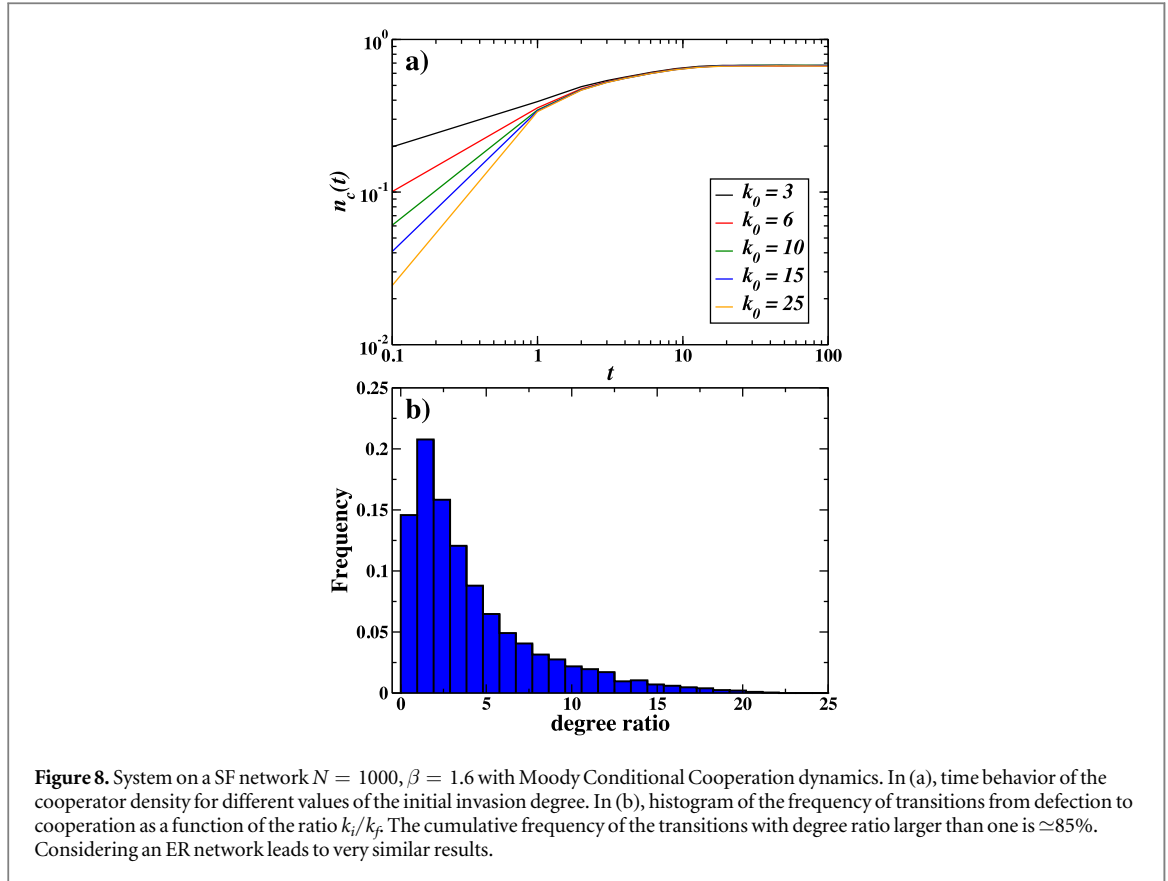 a)
10^0
10^-1
10^-2
n_c(t)
k_0 = 3
k_0 = 6
k_0 = 10
k_0 = 15
k_0 = 25
0.1 1 10 100
t
b)
0.25
0.2
0.15
0.1
0.05
0
Frequency
0 5 10 15 20 25
degree ratio
Figure 8. System on a SF network N = 1000, β = 1.6 with Moody Conditional Cooperation dynamics. In (a), time behavior of the
cooperator density for different values of the initial invasion degree. In (b), histogram of the frequency of transitions from defection to
cooperation as a function of the ratio k_i/k_f. The cumulative frequency of the transitions with degree ratio larger than one is ≃85%.
Considering an ER network leads to very similar results.